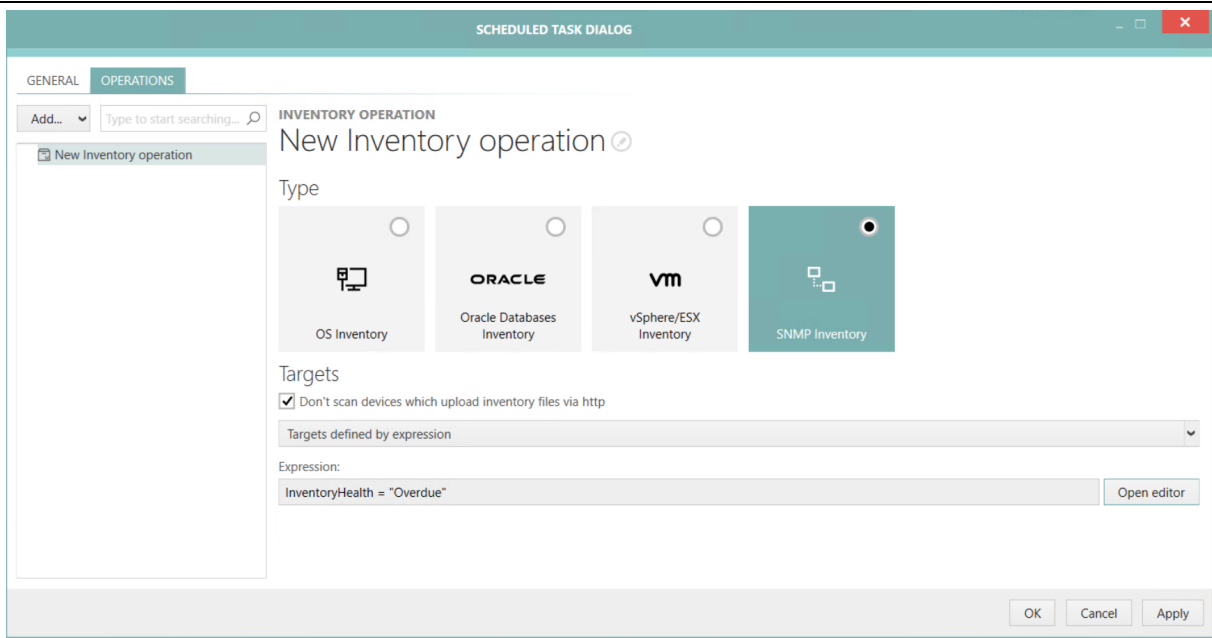 SCHEDULED TASK DIALOG
GENERAL
OPERATIONS
Add...
Type to start searching...
New Inventory operation
INVENTORY OPERATION
New Inventory operation
Type
OS Inventory
ORACLE
Oracle Databases
Inventory
vm
vSphere/ESX
Inventory
SNMP Inventory
Targets
Don't scan devices which upload inventory files via http
Targets defined by expression
Expression:
InventoryHealth = "Overdue"
Open editor
OK
Cancel
Apply